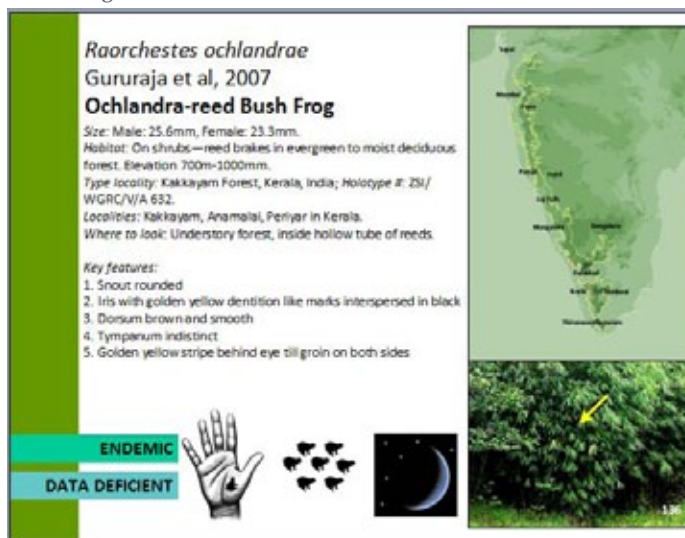 Raorchestes ochlandrae
Gururaja et al, 2007
Ochlandra-reed Bush Frog
Size: Male: 25.6mm, Female: 23.3mm.
Habitat: On shrubs—reed brakes in evergreen to moist deciduous
forest. Elevation 700m-1000mm.
Type locality: Kakkayam Forest, Kerala, India; Holotype #: ZSI/
WGRC/V/A 632.
Localities: Kakkayam, Anamalai, Periyar in Kerala.
Where to look: Understory forest, inside hollow tube of reeds.
Key features:
1. Snout rounded
2. Iris with golden yellow dentition like marks interspersed in black
3. Dorsum brown and smooth
4. Tympanum indistinct
5. Golden yellow stripe behind eye till groin on both sides
ENDEMIC
DATA DEFICIENT
136